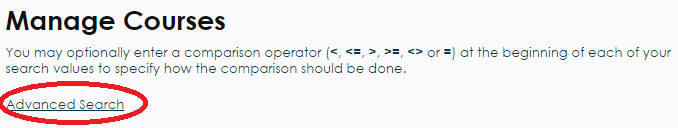 Manage Courses
You may optionally enter a comparison operator (<, <=, >, >=, <> or =) at the beginning of each of your
search values to specify how the comparison should be done.
Advanced Search